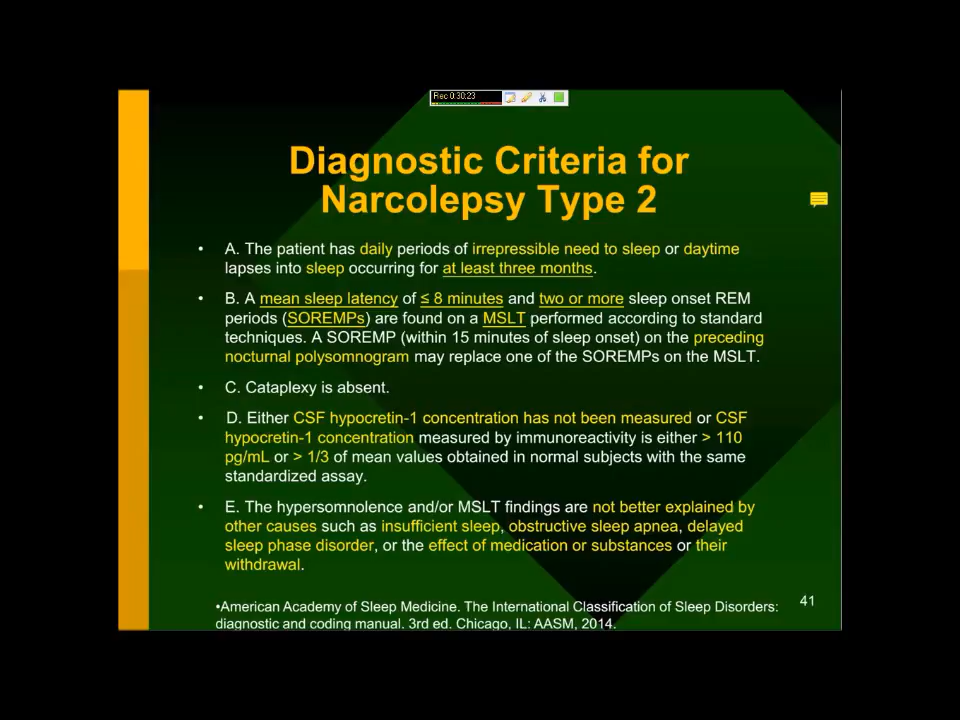 Rec 0:30:23
Diagnostic Criteria for
Narcolepsy Type 2
• A. The patient has daily periods of irrepressible need to sleep or daytime
lapses into sleep occurring for at least three months.
• B. A mean sleep latency of ≤ 8 minutes and two or more sleep onset REM
periods (SOREMPs) are found on a MSLT performed according to standard
techniques. A SOREMP (within 15 minutes of sleep onset) on the preceding
nocturnal polysomnogram may replace one of the SOREMPs on the MSLT.
• C. Cataplexy is absent.
• D. Either CSF hypocretin-1 concentration has not been measured or CSF
hypocretin-1 concentration measured by immunoreactivity is either > 110
pg/mL or > 1/3 of mean values obtained in normal subjects with the same
standardized assay.
• E. The hypersomnolence and/or MSLT findings are not better explained by
other causes such as insufficient sleep, obstructive sleep apnea, delayed
sleep phase disorder, or the effect of medication or substances or their
withdrawal.
41
•American Academy of Sleep Medicine. The International Classification of Sleep Disorders:
diagnostic and coding manual. 3rd ed. Chicago, IL: AASM, 2014.